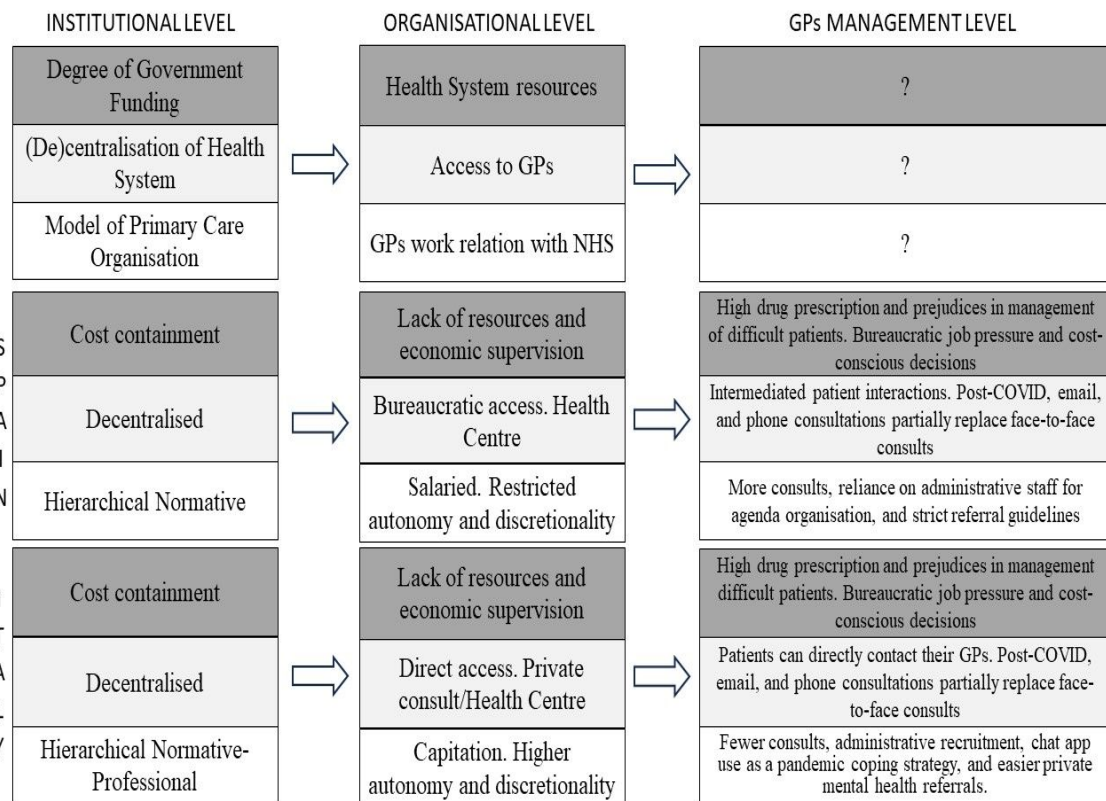 INSTITUTIONAL LEVEL
ORGANISATIONAL LEVEL
GPs MANAGEMENT LEVEL
Degree of Government
Funding
Health System resources
?
(De)centralisation of Health
System
Access to GPs
?
Model of Primary Care
Organisation
GPs work relation with NHS
?
S
P
A
I
N
Cost containment
Lack of resources and
economic supervision
High drug prescription and prejudices in management
of difficult patients. Bureaucratic job pressure and cost-
conscious decisions
Decentralised
Bureaucratic access. Health
Centre
Intermediated patient interactions. Post-COVID, email,
and phone consultations partially replace face-to-face
consults
Hierarchical Normative
Salaried. Restricted
autonomy and discretionality
More consults, reliance on administrative staff for
agenda organisation, and strict referral guidelines
I
T
A
L
Y
Cost containment
Lack of resources and
economic supervision
High drug prescription and prejudices in management
difficult patients. Bureaucratic job pressure and cost-
conscious decisions
Decentralised
Direct access. Private
consult/Health Centre
Patients can directly contact their GPs. Post-COVID,
email, and phone consultations partially replace face-
to-face consults
Hierarchical Normative-
Professional
Capitation. Higher
autonomy and discretionality
Fewer consults, administrative recruitment, chat app
use as a pandemic coping strategy, and easier private
mental health referrals.